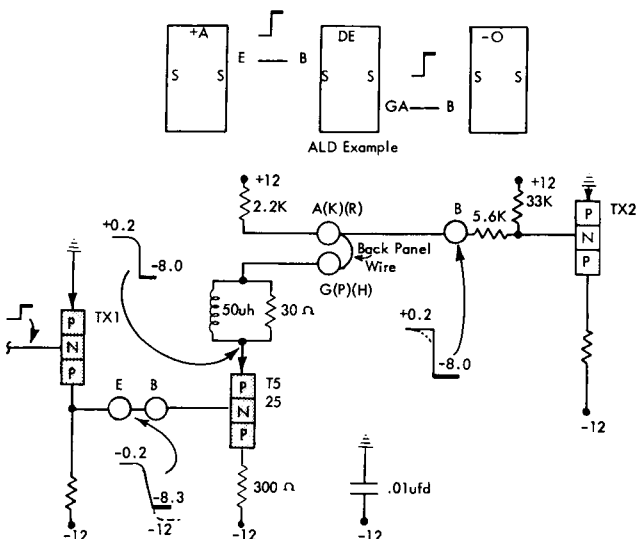 +A
DE
-O
E — B
S S
S S
S S
GA — B
ALD Example
+12
2.2K
A(K)(R)
B
5.6K
+12
33K
TX2
P
N
P
Back Panel
Wire
G(P)(H)
+0.2
-8.0
50uh
30 Ω
TX1
P
N
P
+0.2
-8.0
E
B
P
N
P
T5
25
-0.2
-8.3
-12
300 Ω
.01ufd
-12
-12
-12
-12